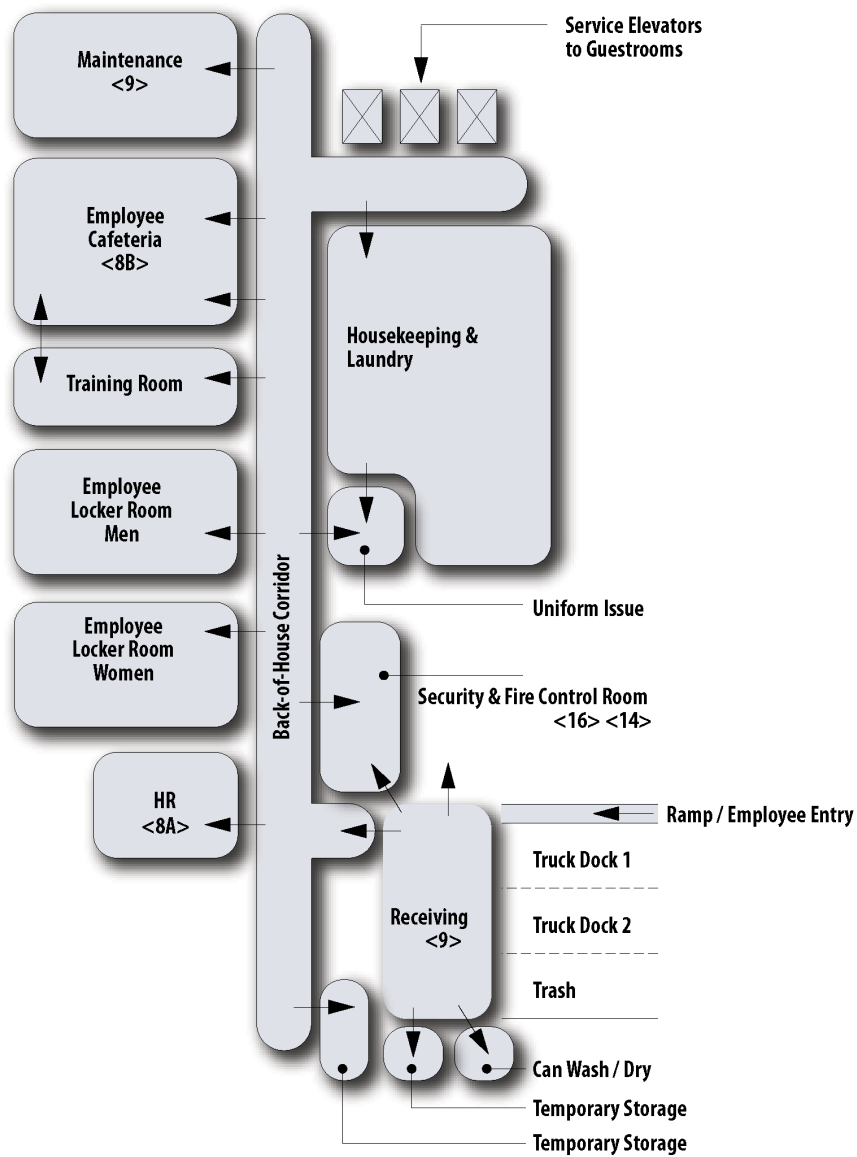 Service Elevators
to Guestrooms
Maintenance
<9>
Employee
Cafeteria
<8B>
Housekeeping &
Laundry
Training Room
Employee
Locker Room
Men
Back-of-House Corridor
Uniform Issue
Employee
Locker Room
Women
Security & Fire Control Room
<16> <14>
HR
<8A>
Ramp / Employee Entry
Truck Dock 1
Receiving
<9>
Truck Dock 2
Trash
Can Wash / Dry
Temporary Storage
Temporary Storage